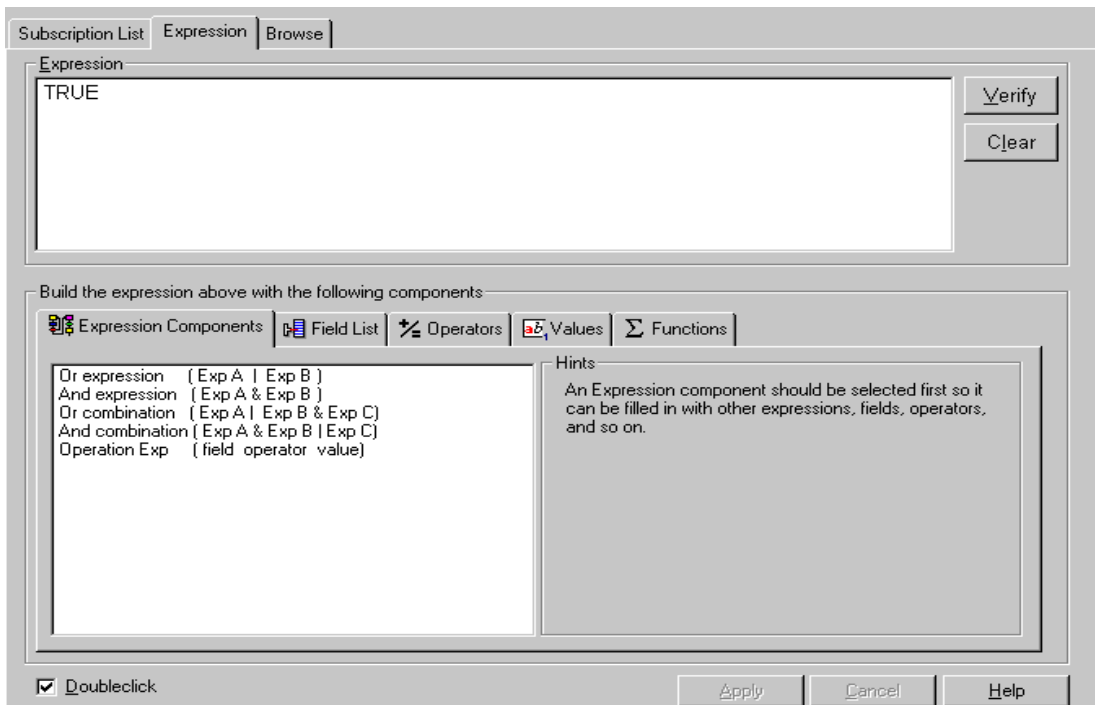 Subscription List Expression Browse
Expression
TRUE
Verify
Clear
Build the expression above with the following components
Expression Components Field List Operators Values Functions
Or expression ( Exp A | Exp B )
And expression ( Exp A & Exp B )
Or combination ( Exp A | Exp B & Exp C)
And combination ( Exp A & Exp B | Exp C)
Operation Exp ( field operator value)
Hints
An Expression component should be selected first so it
can be filled in with other expressions, fields, operators,
and so on.
Doubleclick
Apply Cancel Help